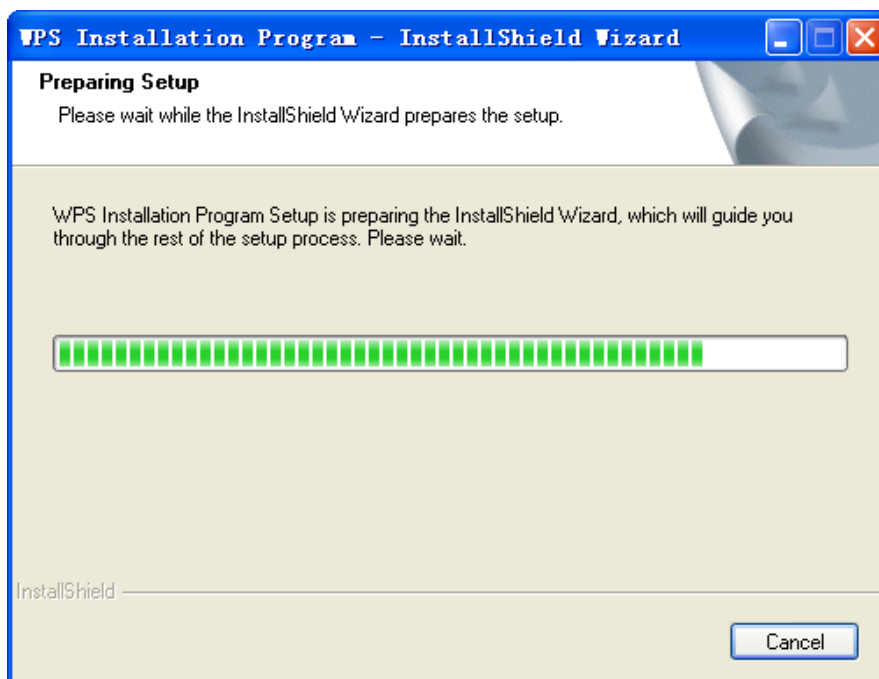 WPS Installation Program - InstallShield Wizard
Preparing Setup
Please wait while the InstallShield Wizard prepares the setup.
WPS Installation Program Setup is preparing the InstallShield Wizard, which will guide you
through the rest of the setup process. Please wait.
InstallShield
Cancel